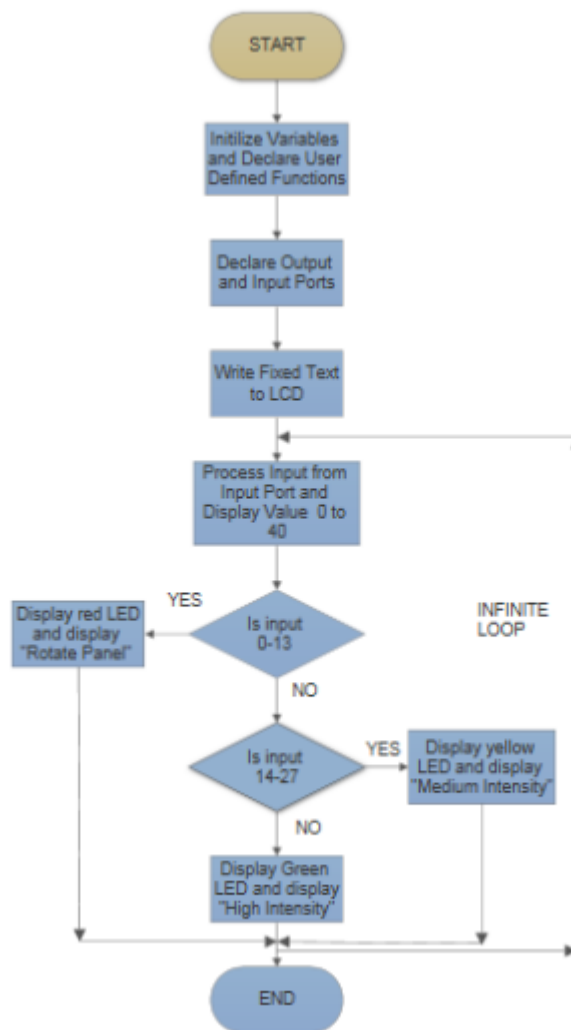 START
Initilize Variables
and Declare User
Defined Functions
Declare Output
and Input Ports
Write Fixed Text
to LCD
Process Input from
Input Port and
Display Value 0 to
40
YES
Is input
0-13
Display red LED
and display
"Rotate Panel"
INFINITE
LOOP
NO
Is input
14-27
YES
Display yellow
LED and display
"Medium Intensity"
NO
Display Green
LED and display
"High Intensity"
END